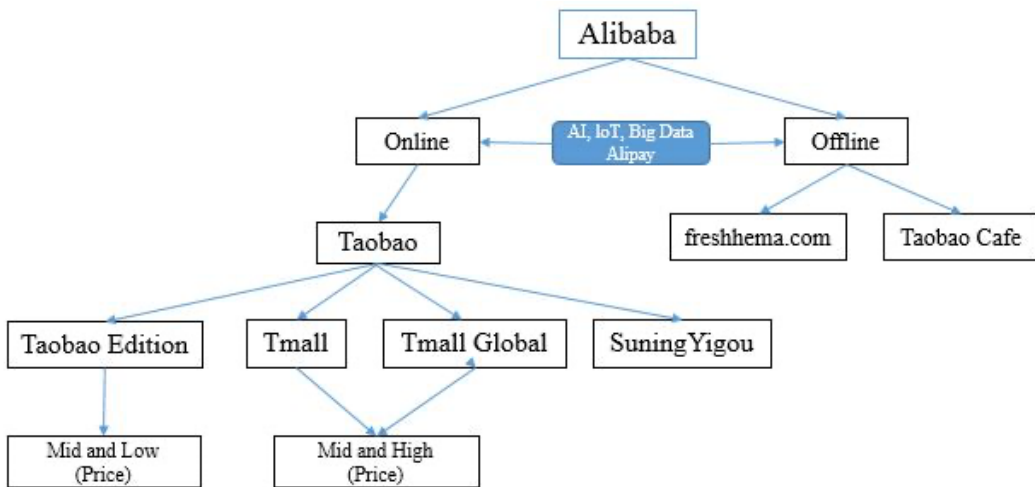 Alibaba
Online
AI, IoT, Big Data
Alipay
Offline
Taobao
freshhema.com
Taobao Cafe
Taobao Edition
Tmall
Tmall Global
SuningYigou
Mid and Low
(Price)
Mid and High
(Price)